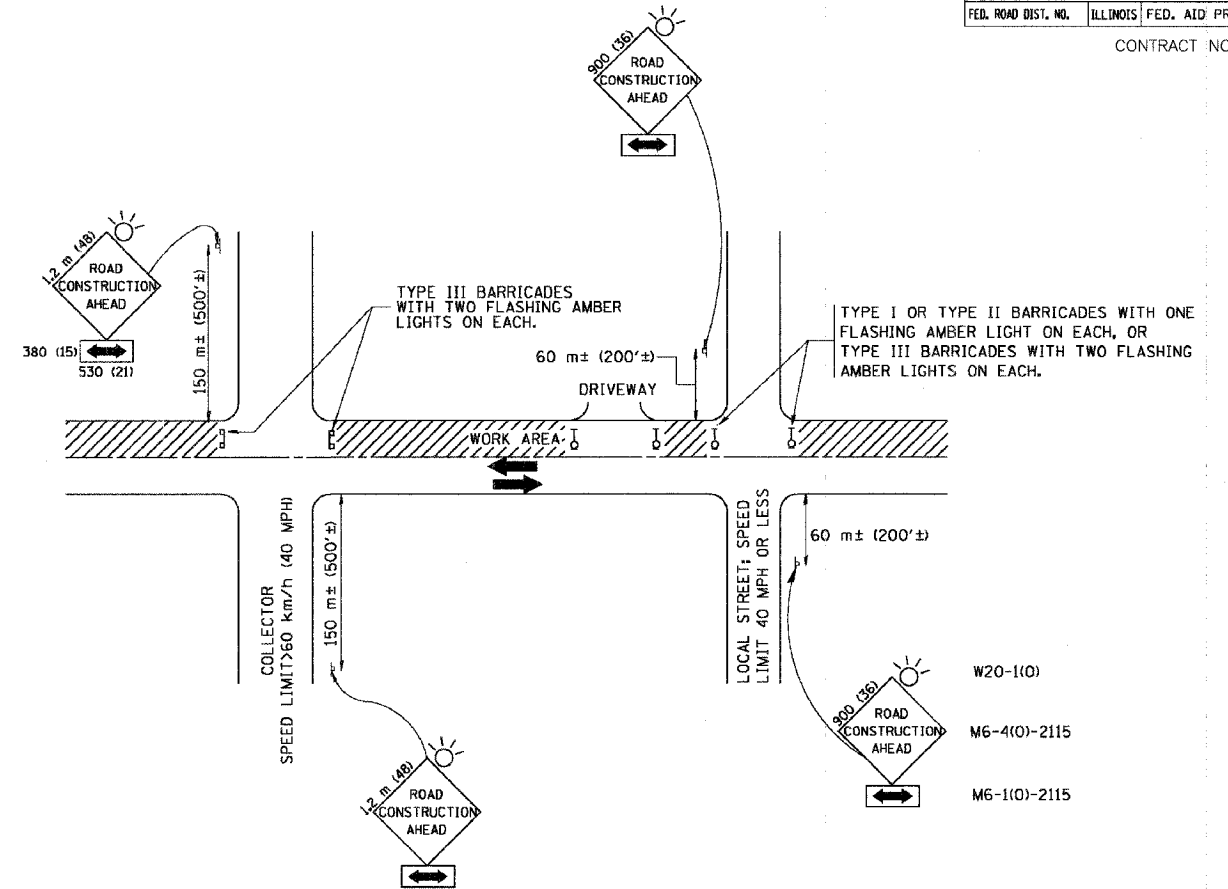 FED. ROAD DIST. NO. ILLINOIS FED. AID PR
CONTRACT NO
900 (36)
ROAD
CONSTRUCTION
AHEAD
1.2 m (48)
ROAD
CONSTRUCTION
AHEAD
380 (15)
530 (21)
150 m± (500'±)
TYPE III BARRICADES
WITH TWO FLASHING AMBER
LIGHTS ON EACH.
60 m± (200'±)
DRIVEWAY
TYPE I OR TYPE II BARRICADES WITH ONE
FLASHING AMBER LIGHT ON EACH, OR
TYPE III BARRICADES WITH TWO FLASHING
AMBER LIGHTS ON EACH.
WORK AREA
COLLECTOR
SPEED LIMIT>60 km/h (40 MPH)
150 m± (500'±)
LOCAL STREET; SPEED
LIMIT 40 MPH OR LESS
60 m± (200'±)
1.2 m (48)
ROAD
CONSTRUCTION
AHEAD
900 (36)
ROAD
CONSTRUCTION
AHEAD
W20-1(O)
M6-4(O)-2115
M6-1(O)-2115